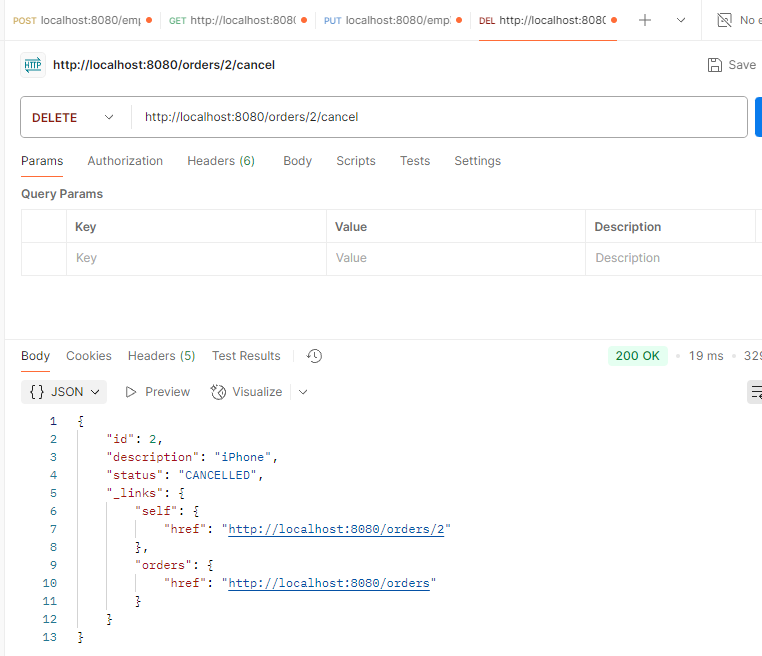 POST localhost:8080/emp
GET http://localhost:8080
PUT localhost:8080/emp
DEL http://localhost:8080
No e
HTTP http://localhost:8080/orders/2/cancel
Save
DELETE http://localhost:8080/orders/2/cancel
Params Authorization Headers (6) Body Scripts Tests Settings
Query Params
Key Value Description
Key Value Description
Body Cookies Headers (5) Test Results 200 OK 19 ms 329
{} JSON Preview Visualize
1 {
2 "id": 2,
3 "description": "iPhone",
4 "status": "CANCELLED",
5 "_links": {
6 "self": {
7 "href": "http://localhost:8080/orders/2"
8 },
9 "orders": {
10 "href": "http://localhost:8080/orders"
11 }
12 }
13 }